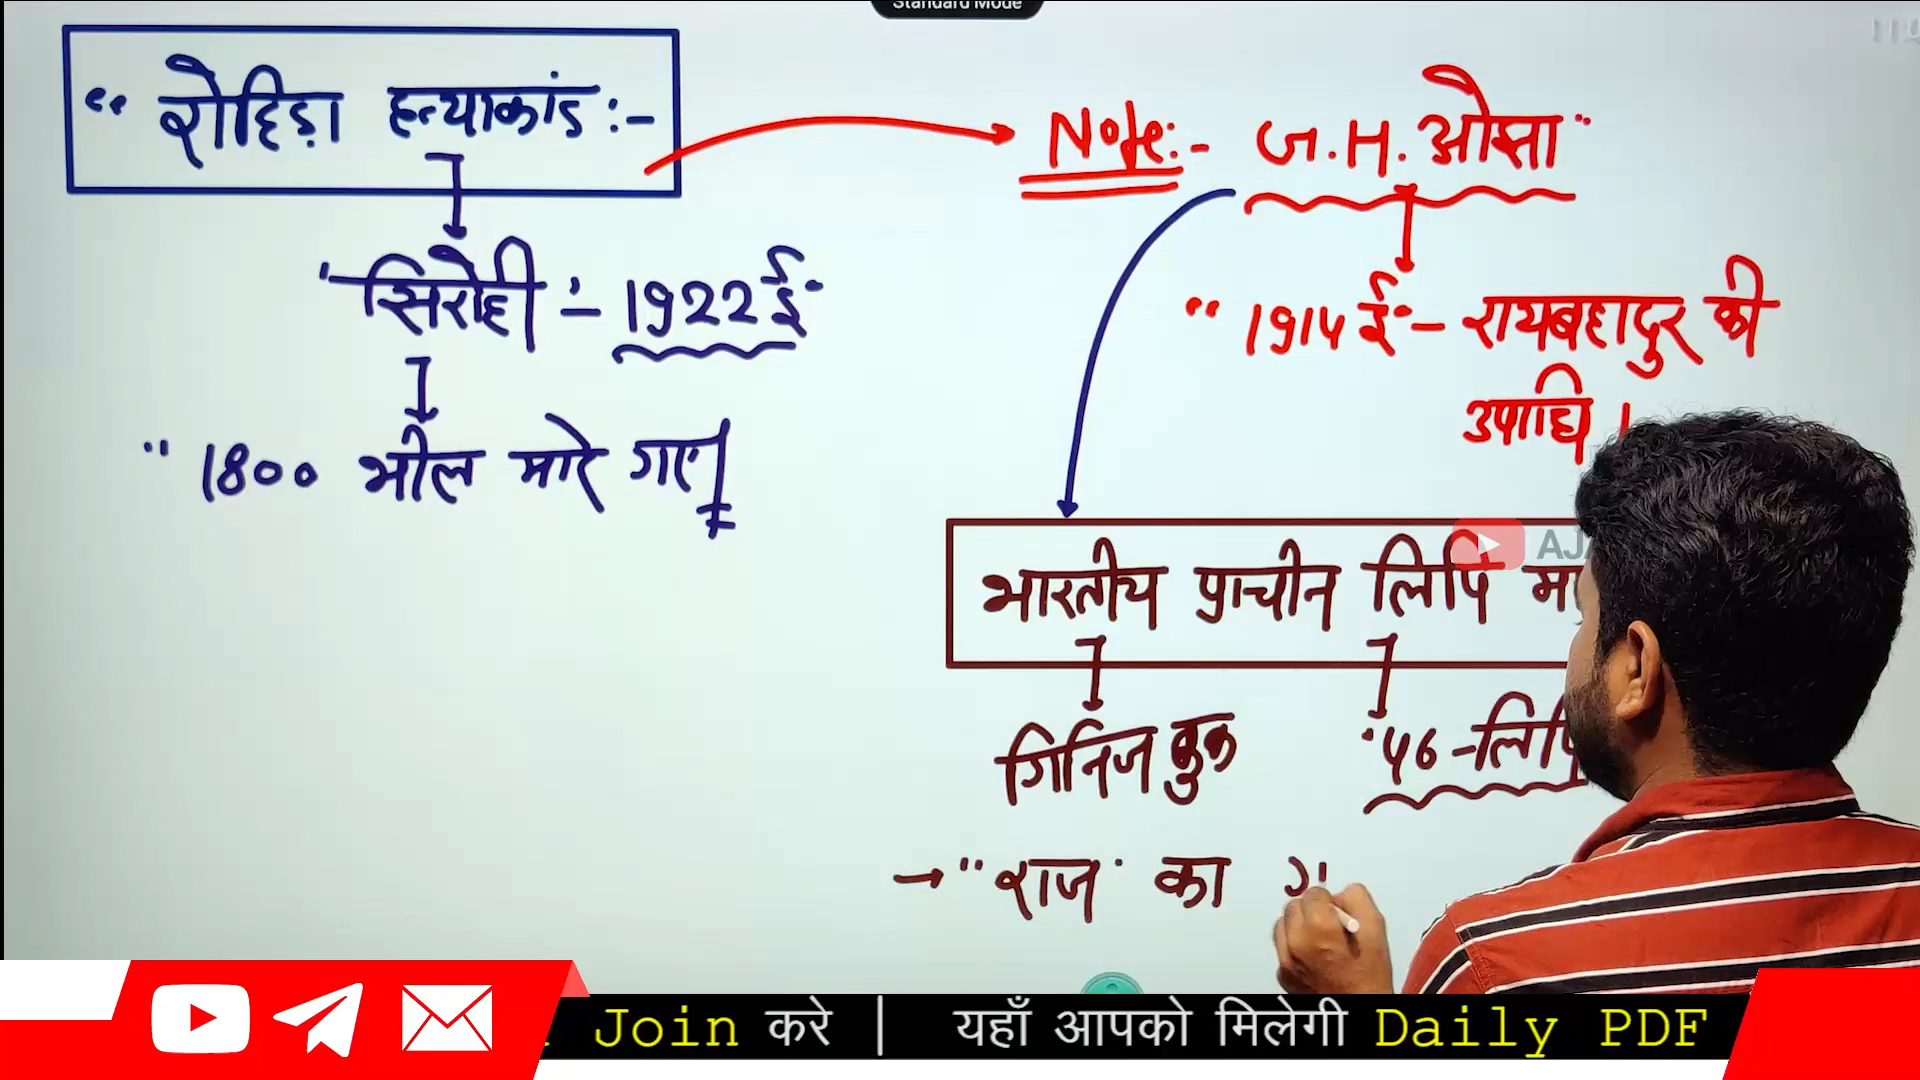 Standard Mode
" रोहिड़ा हत्याकांड :-
सिरोही :- 1922 ई.
" 1800 भील मारे गए।
Note:- G.H. ओझा"
" 1914 ई.- रायबहादुर की
उपाधि।
भारतीय प्राचीन लिपि
गिनिज बुक
'46-लिपि
→ "राज" का
Join करे | यहाँ आपको मिलेगी Daily PDF